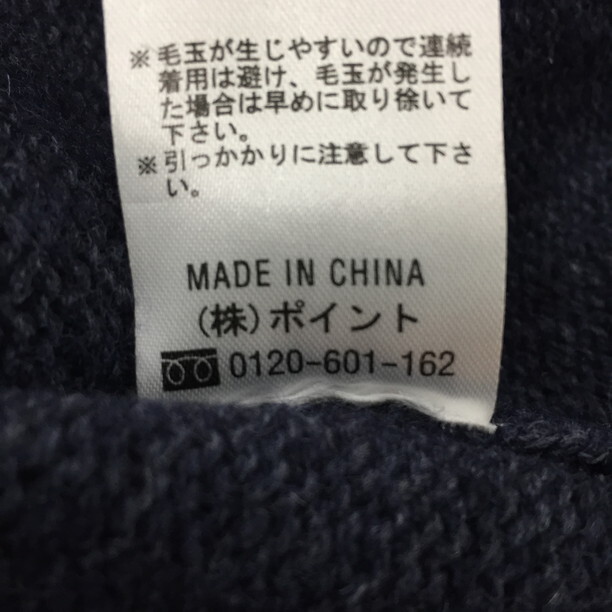 ※毛玉が生じやすいので連続
着用は避け、毛玉が発生し
た場合は早めに取り徐いて
下さい。
※引っかかりに注意して下さ
い。
MADE IN CHINA
(株)ポイント
0120-601-162